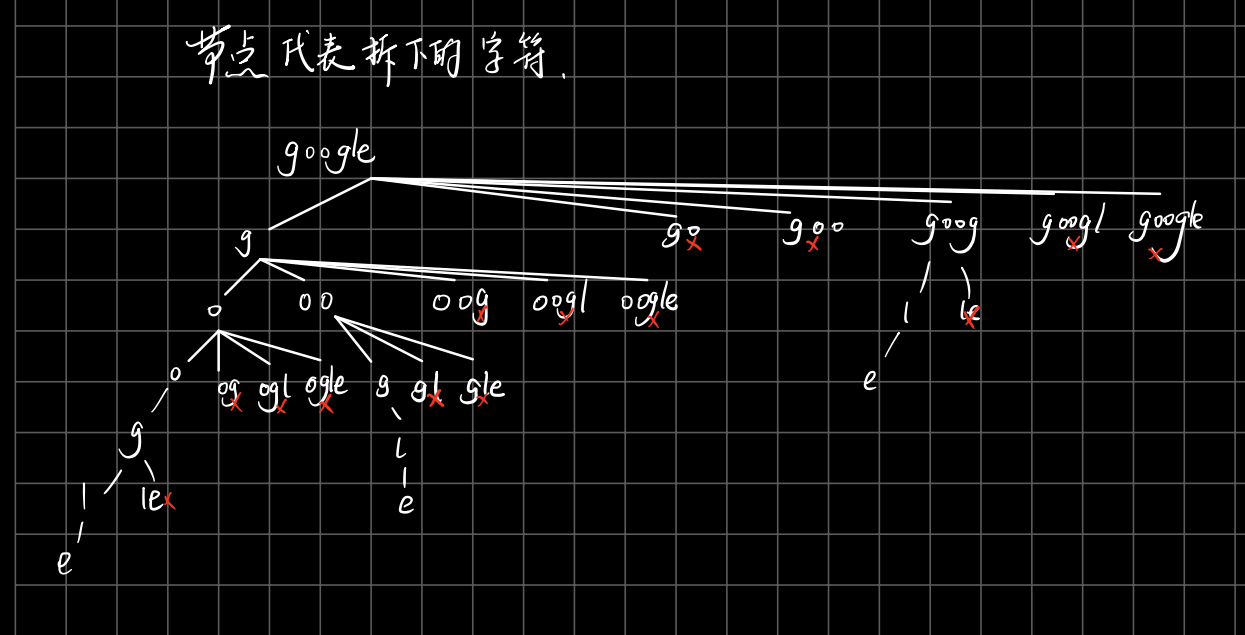 节点代表拆下的字符.
google
g go goo goog googl google
o oo oog oogl oogle l le
o og ogl ogle g gl gle e
g l
l le e
e